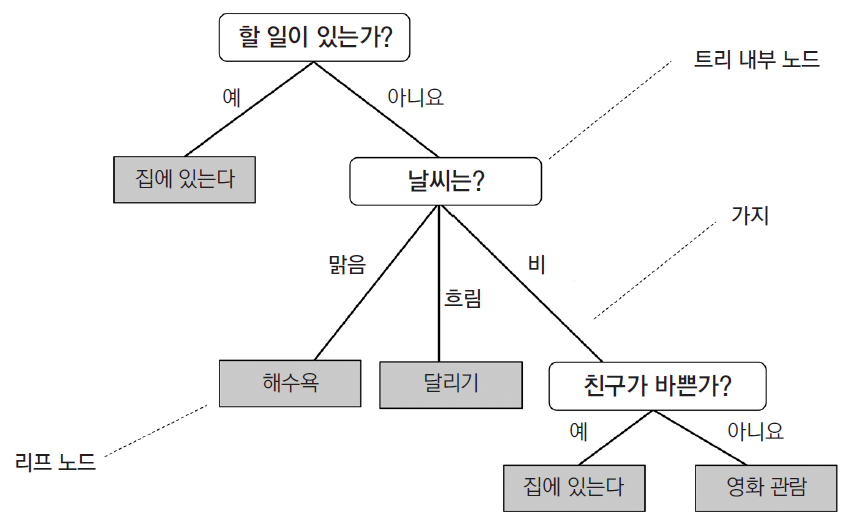 할 일이 있는가?
트리 내부 노드
예
아니요
집에 있는다
날씨는?
가지
맑음
흐림
비
해수욕
달리기
친구가 바쁜가?
리프 노드
예
아니요
집에 있는다
영화 관람